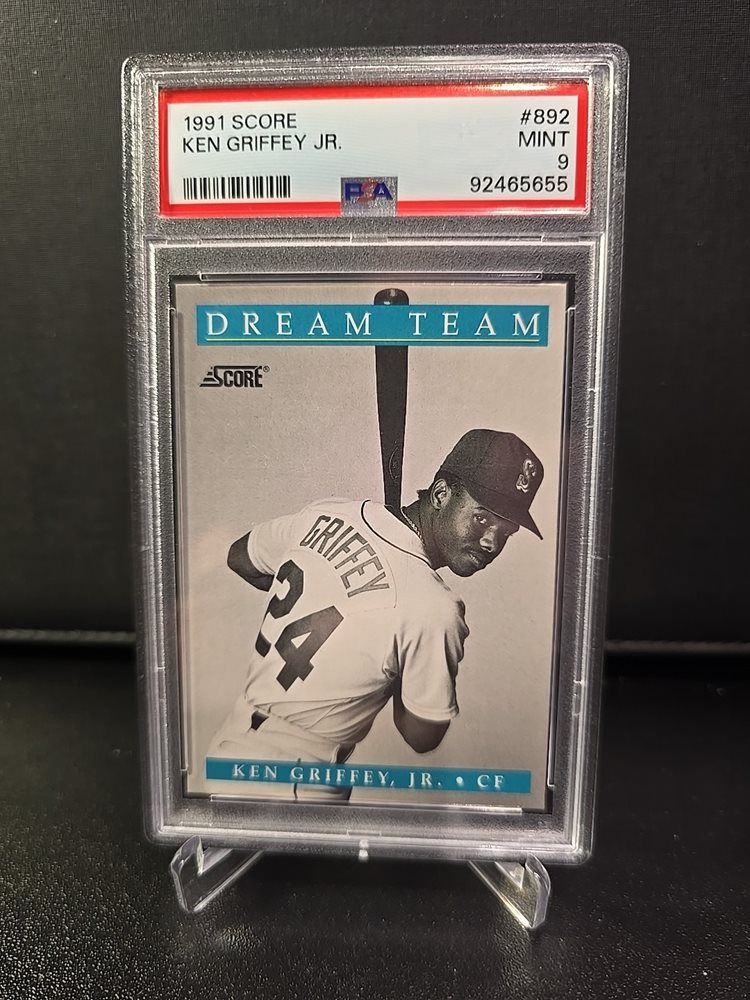 1991 SCORE #892
KEN GRIFFEY JR. MINT
9
PSA 92465655
DREAM TEAM
SCORE®
S
GRIFFEY
24
KEN GRIFFEY, JR. • CF